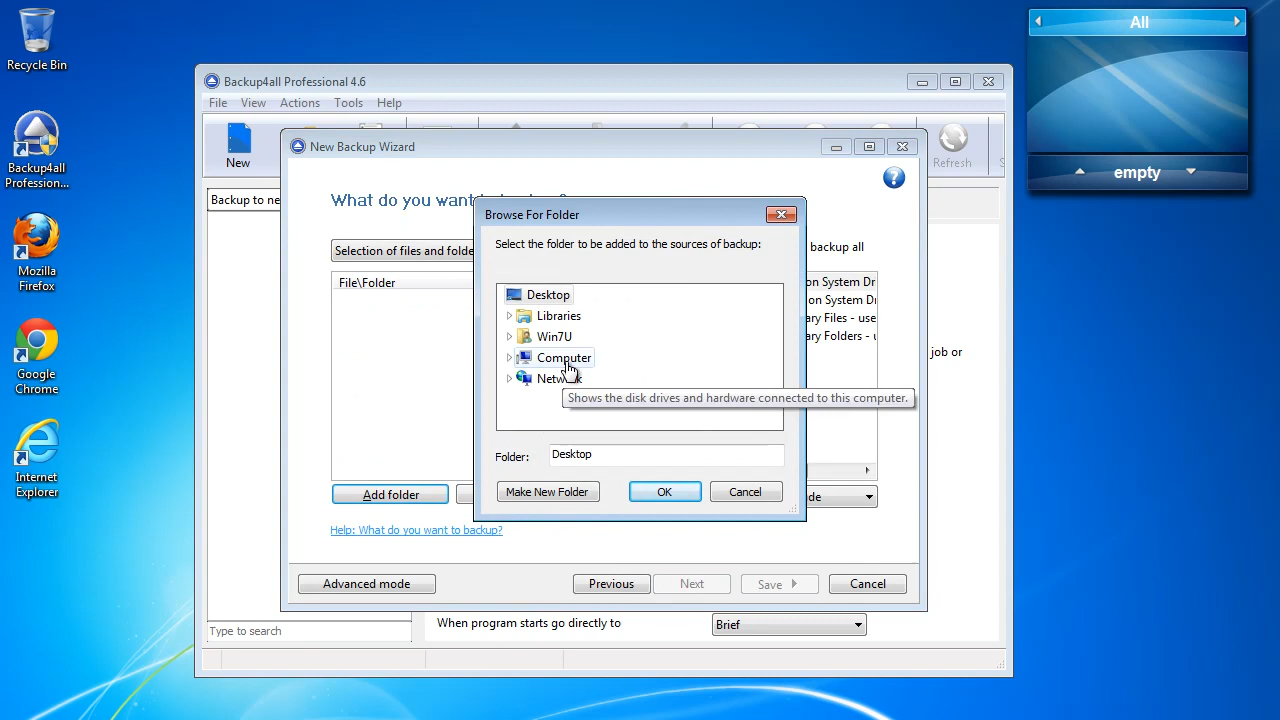 Recycle Bin
Backup4all
Professional...
Mozilla
Firefox
Google
Chrome
Internet
Explorer
All
empty
Backup4all Professional 4.6
File View Actions Tools Help
New
Refresh
Backup to ne
Type to search
When program starts go directly to
Brief
job or
New Backup Wizard
What do you want
Selection of files and folde
backup all
File\Folder
on System Dr
on System Dr
ary Files - use
ary Folders - u
Add folder
de
Help: What do you want to backup?
Advanced mode
Previous
Next
Save
Cancel
Browse For Folder
Select the folder to be added to the sources of backup:
Desktop
Libraries
Win7U
Computer
Network
Shows the disk drives and hardware connected to this computer.
Folder: Desktop
Make New Folder
OK
Cancel